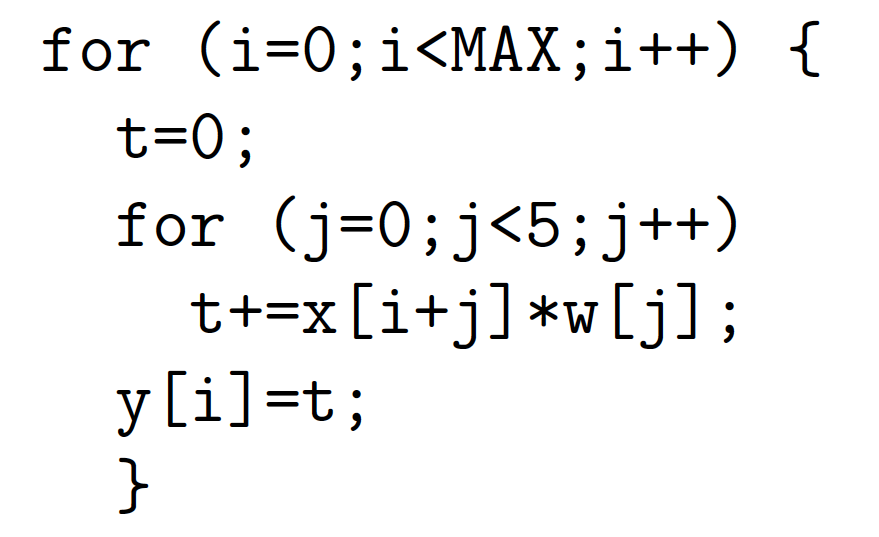 for (i=0;i<MAX;i++) {
  t=0;
  for (j=0;j<5;j++)
    t+=x[i+j]*w[j];
  y[i]=t;
  }